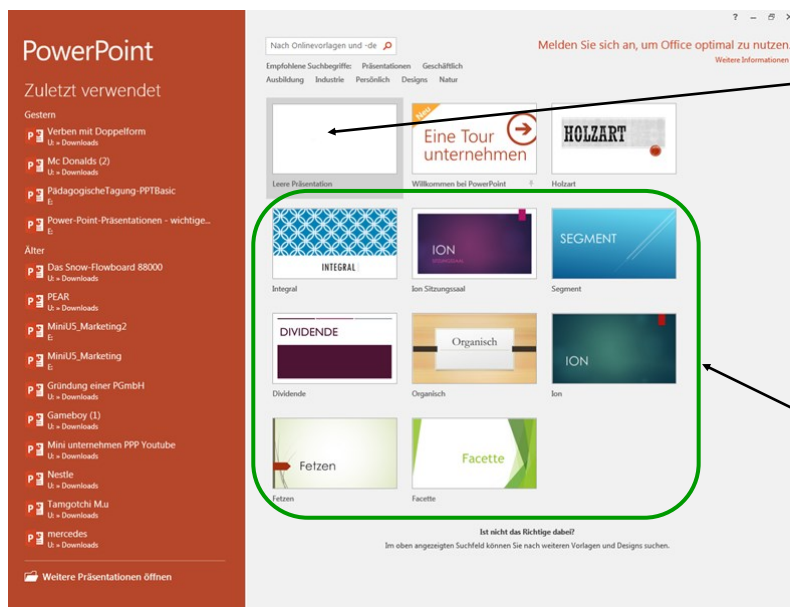 PowerPoint
Zuletzt verwendet
Gestern
Verben mit Doppelform
U: » Downloads
Mc Donalds (2)
U: » Downloads
PädagogischeTagung-PPTBasic
E:
Power-Point-Präsentationen - wichtige...
E:
Älter
Das Snow-Flowboard 88000
U: » Downloads
PEAR
U: » Downloads
MiniU5_Marketing2
E:
MiniU5_Marketing
E:
Gründung einer PGmbH
U: » Downloads
Gameboy (1)
U: » Downloads
Mini unternehmen PPP Youtube
U: » Downloads
Nestle
U: » Downloads
Tamgotchi M.u
U: » Downloads
mercedes
U: » Downloads
Weitere Präsentationen öffnen
Nach Onlinevorlagen und -de
Melden Sie sich an, um Office optimal zu nutzen.
Weitere Informationen
Empfohlene Suchbegriffe: Präsentationen Geschäftlich
Ausbildung Industrie Persönlich Designs Natur
Leere Präsentation
Neu
Eine Tour
unternehmen
Willkommen bei PowerPoint
HOLZART
Holzart
INTEGRAL
Integral
ION
Ion Sitzungssaal
SEGMENT
Segment
DIVIDENDE
Dividende
Organisch
Organisch
ION
Ion
Fetzen
Fetzen
Facette
Facette
Ist nicht das Richtige dabei?
Im oben angezeigten Suchfeld können Sie nach weiteren Vorlagen und Designs suchen.